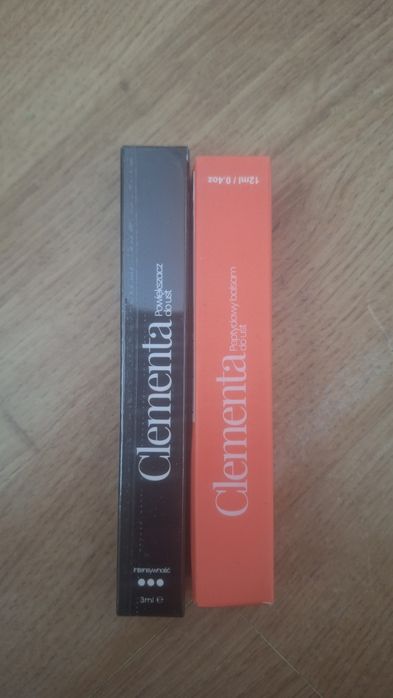 Clementa
Powiększacz
do ust
intensywność
3ml e
Clementa
Peptydowy balsam
do ust
12ml / 0.4oz